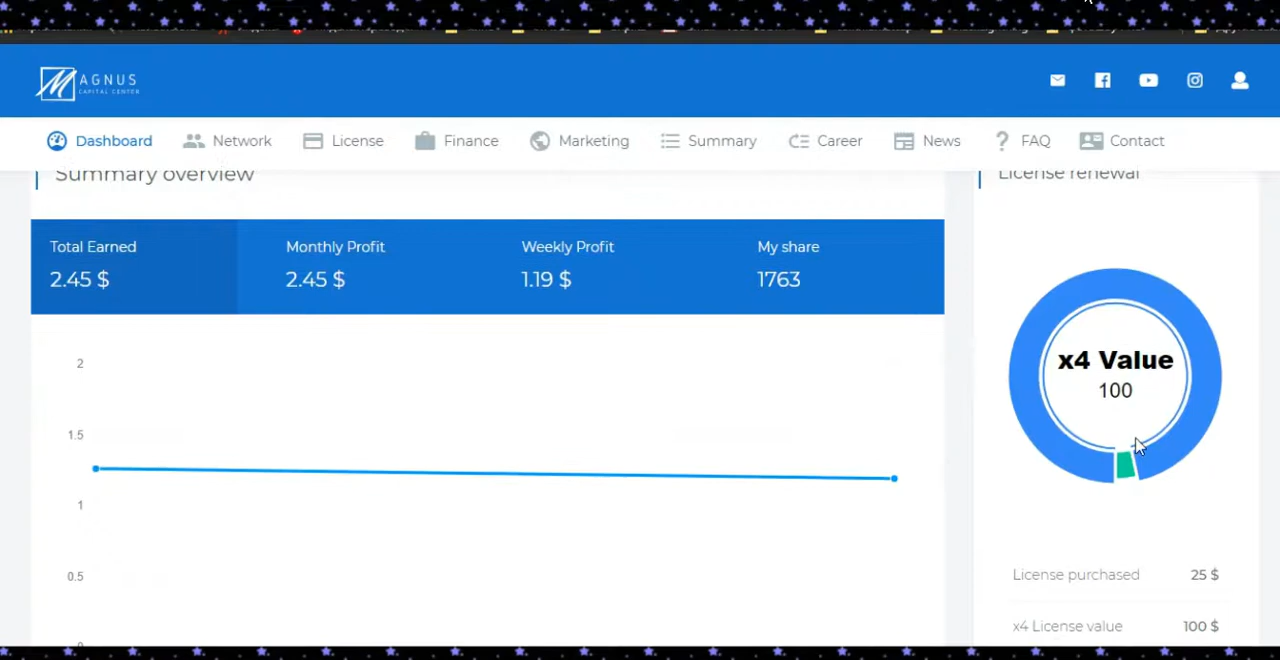 MAGNUS
CAPITAL CENTER
Dashboard Network License Finance Marketing Summary Career News FAQ Contact
Summary overview
License renewal
Total Earned Monthly Profit Weekly Profit My share
2.45 $ 2.45 $ 1.19 $ 1763
2
1.5
1
0.5
x4 Value
100
License purchased 25 $
x4 License value 100 $